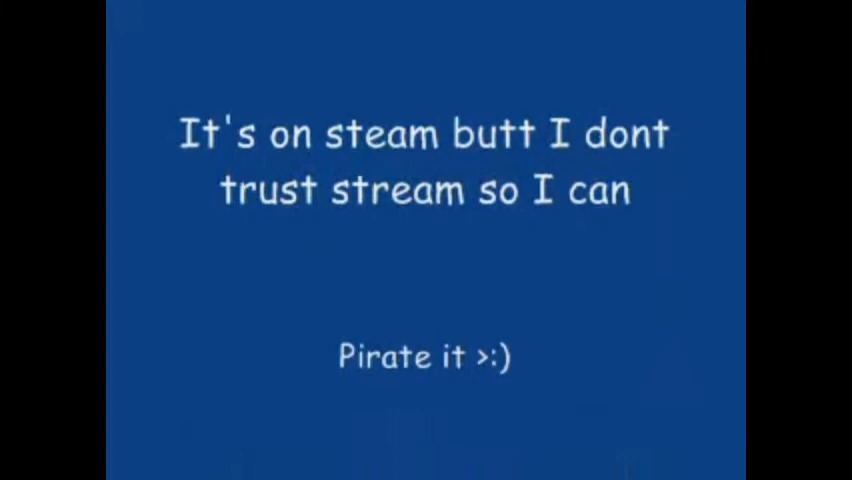 It's on steam butt I dont
trust stream so I can
Pirate it >:)